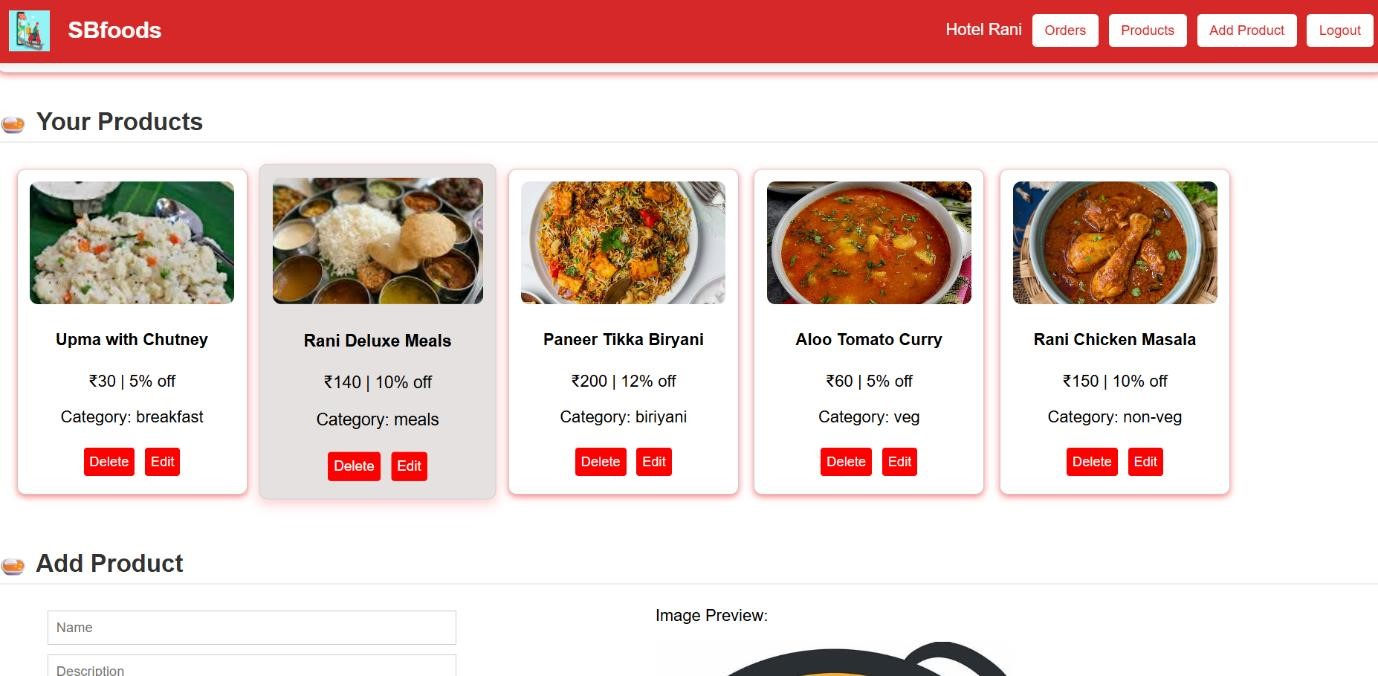 SBfoods
Hotel Rani Orders Products Add Product Logout
Your Products
Upma with Chutney
₹30 | 5% off
Category: breakfast
Delete Edit
Rani Deluxe Meals
₹140 | 10% off
Category: meals
Delete Edit
Paneer Tikka Biryani
₹200 | 12% off
Category: biriyani
Delete Edit
Aloo Tomato Curry
₹60 | 5% off
Category: veg
Delete Edit
Rani Chicken Masala
₹150 | 10% off
Category: non-veg
Delete Edit
Add Product
Name
Description
Image Preview: